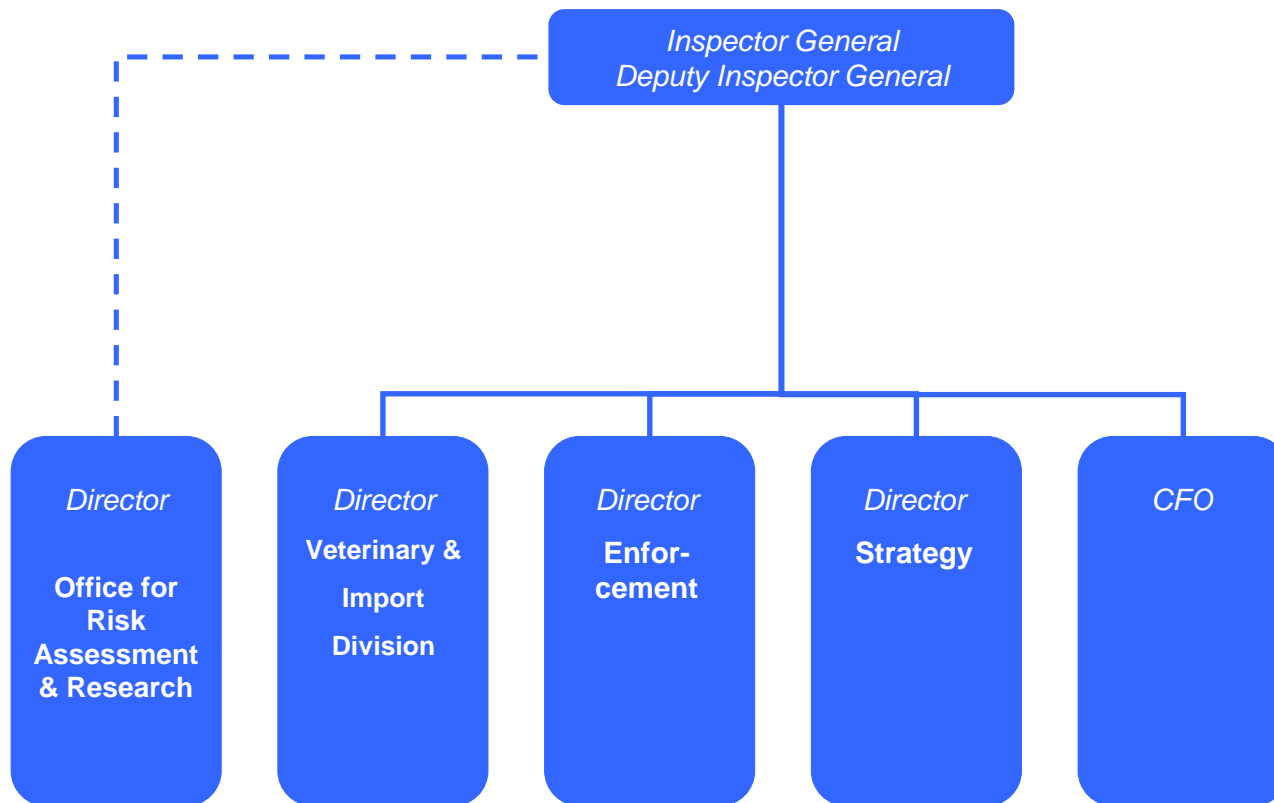 Inspector General
Deputy Inspector General
Director
Office for
Risk
Assessment
& Research
Director
Veterinary &
Import
Division
Director
Enfor-
cement
Director
Strategy
CFO